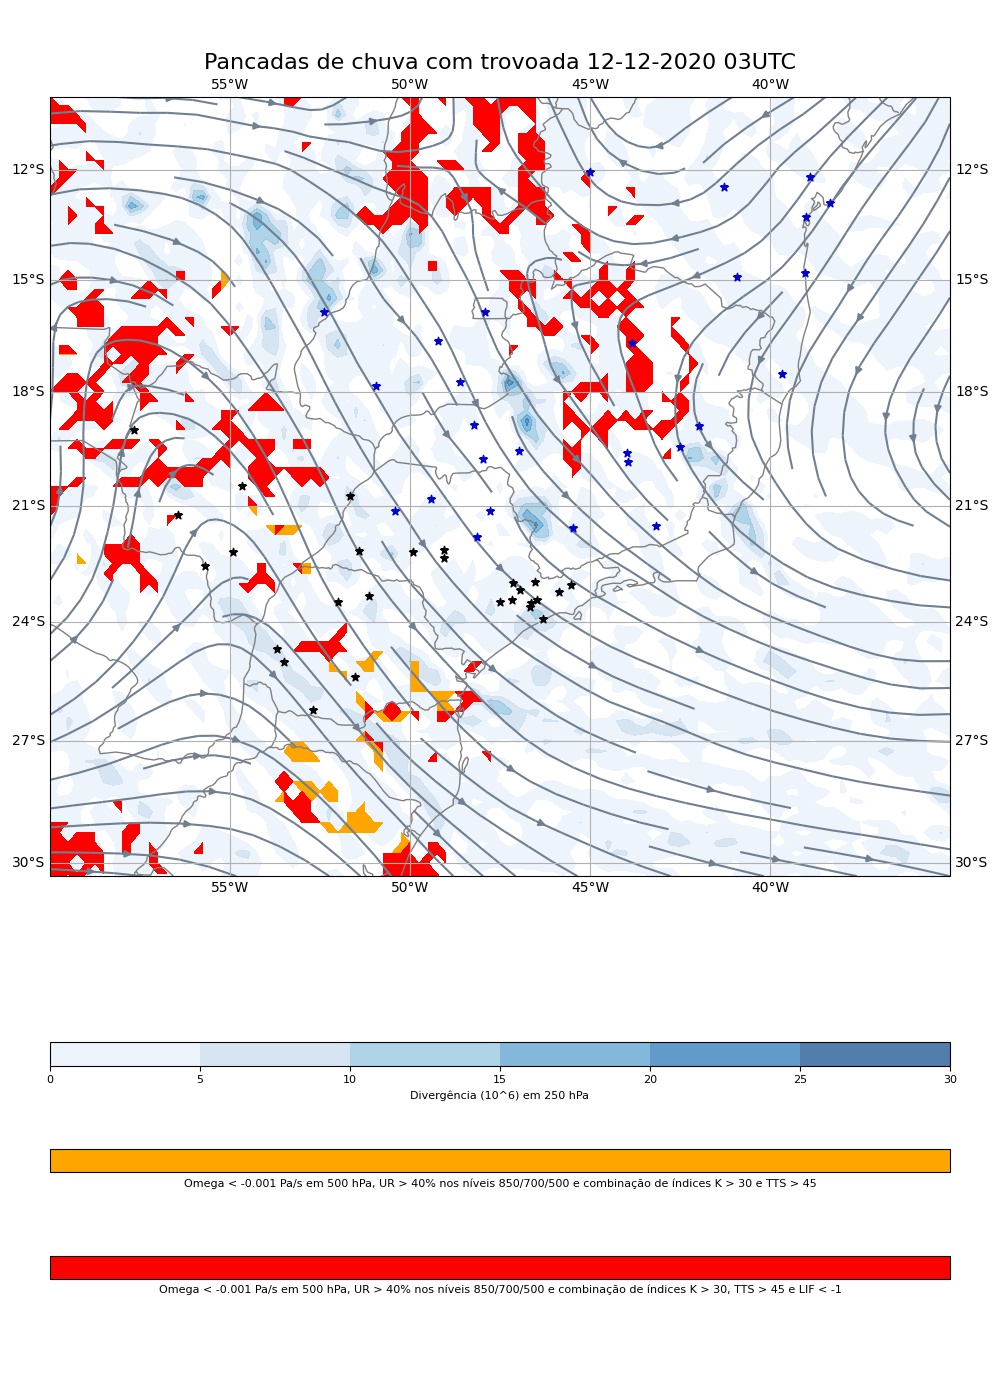 Pancadas de chuva com trovoada 12-12-2020 03UTC
55°W 50°W 45°W 40°W
12°S 12°S
15°S 15°S
18°S 18°S
21°S 21°S
24°S 24°S
27°S 27°S
30°S 30°S
55°W 50°W 45°W 40°W
0 5 10 15 20 25 30
Divergência (10^6) em 250 hPa
Omega < -0.001 Pa/s em 500 hPa, UR > 40% nos níveis 850/700/500 e combinação de índices K > 30 e TTS > 45
Omega < -0.001 Pa/s em 500 hPa, UR > 40% nos níveis 850/700/500 e combinação de índices K > 30, TTS > 45 e LIF < -1